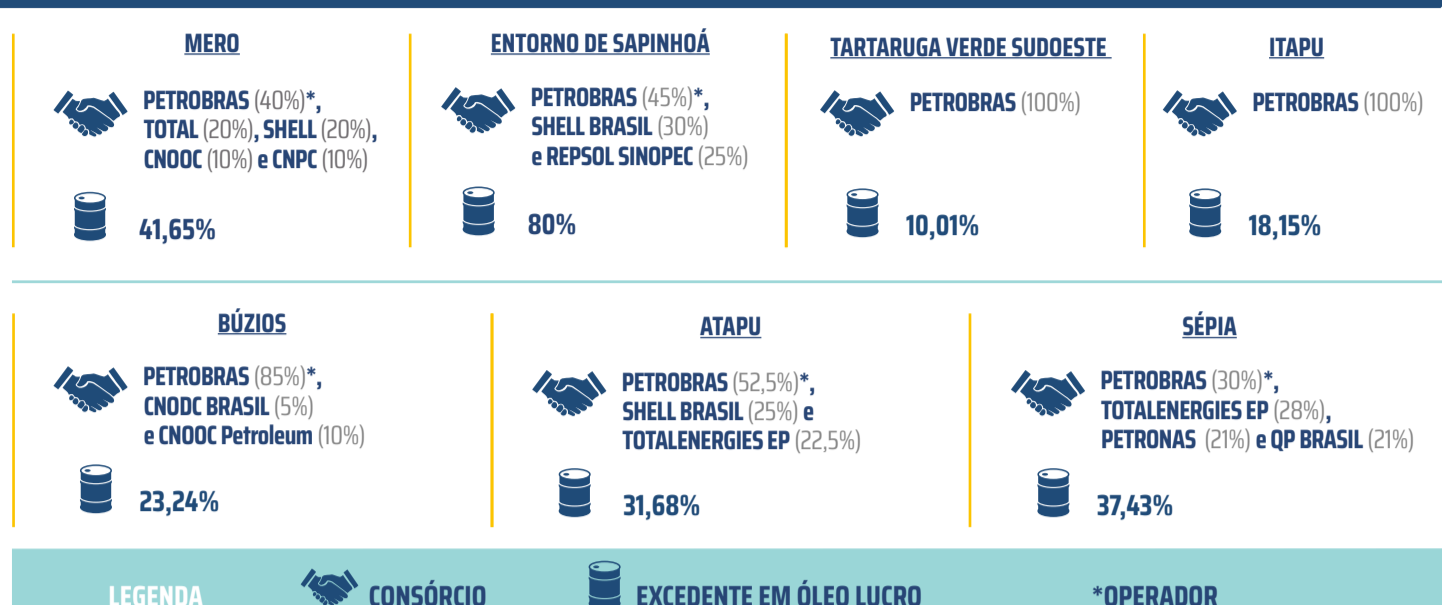 MERO
PETROBRAS (40%)*,
TOTAL (20%), SHELL (20%),
CNOOC (10%) e CNPC (10%)
41,65%
ENTORNO DE SAPINHOÁ
PETROBRAS (45%)*,
SHELL BRASIL (30%)
e REPSOL SINOPEC (25%)
80%
TARTARUGA VERDE SUDOESTE
PETROBRAS (100%)
10,01%
ITAPU
PETROBRAS (100%)
18,15%
BÚZIOS
PETROBRAS (85%)*,
CNODC BRASIL (5%)
e CNOOC Petroleum (10%)
23,24%
ATAPU
PETROBRAS (52,5%)*,
SHELL BRASIL (25%) e
TOTALENERGIES EP (22,5%)
31,68%
SÉPIA
PETROBRAS (30%)*,
TOTALENERGIES EP (28%),
PETRONAS (21%) e QP BRASIL (21%)
37,43%
LEGENDA
CONSÓRCIO
EXCEDENTE EM ÓLEO LUCRO
*OPERADOR